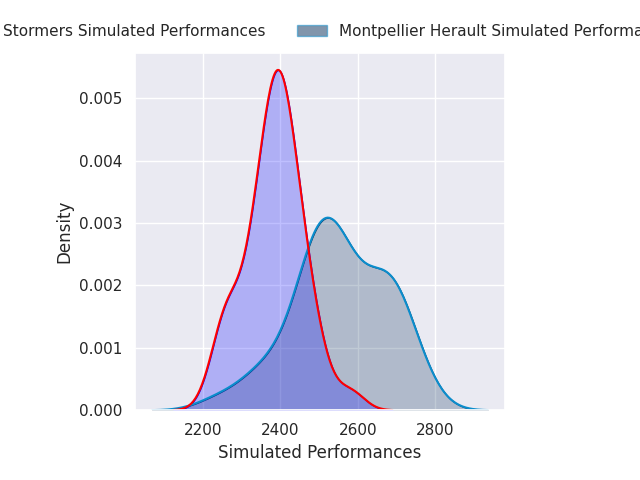 Stormers Simulated Performances
Montpellier Herault Simulated Performa
0.005
0.004
0.003
0.002
0.001
0.000
Density
2200 2400 2600 2800
Simulated Performances